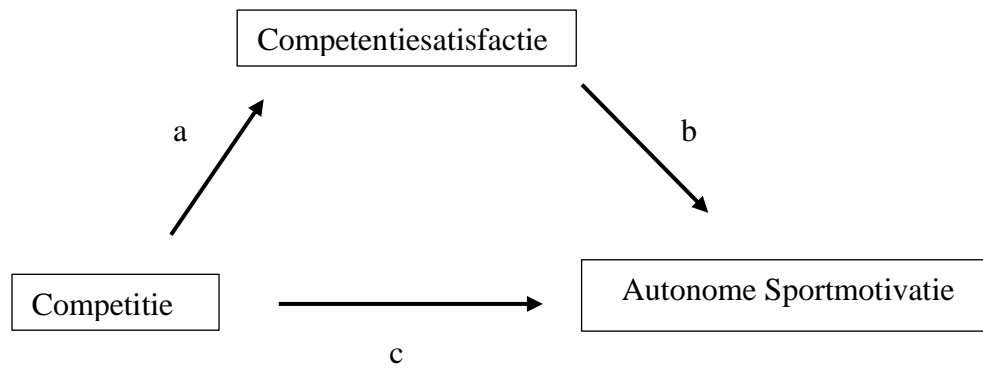 Competentiesatisfactie
a
b
Competitie
Autonome Sportmotivatie
c